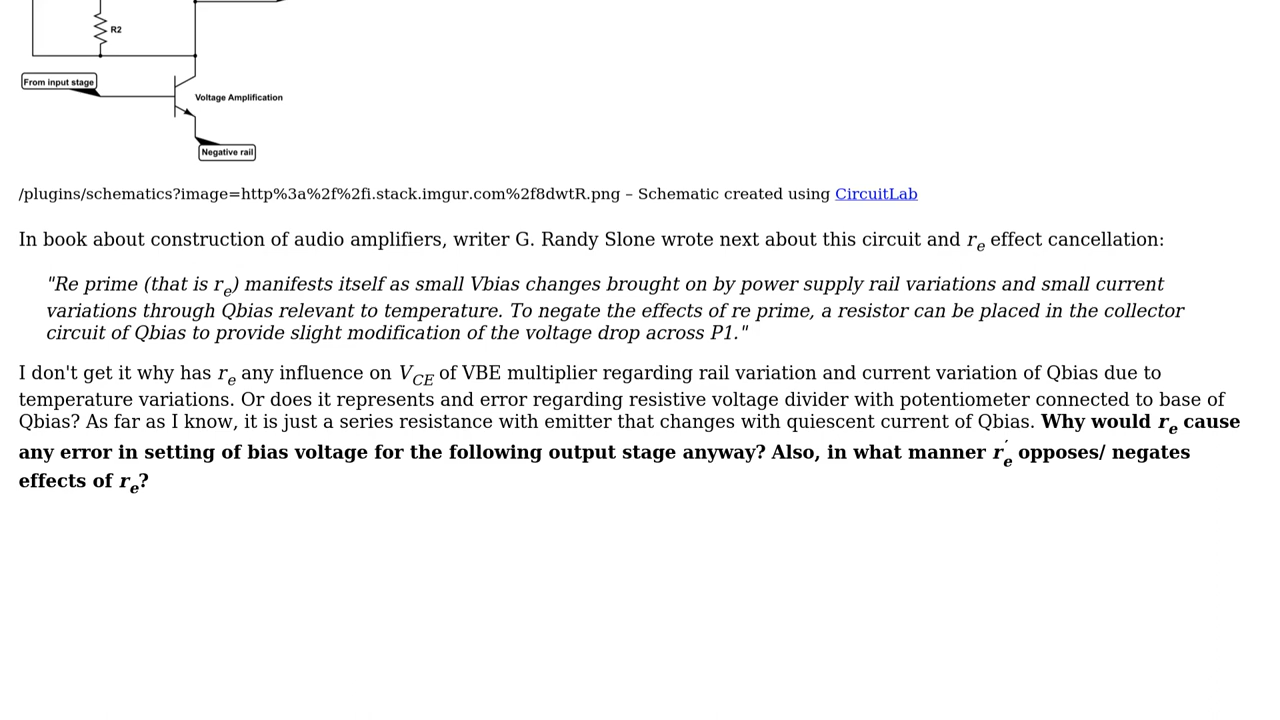 R2
From input stage
Voltage Amplification
Negative rail
/plugins/schematics?image=http%3a%2f%2fi.stack.imgur.com%2f8dwtR.png – Schematic created using CircuitLab
In book about construction of audio amplifiers, writer G. Randy Slone wrote next about this circuit and re effect cancellation:
"Re prime (that is re) manifests itself as small Vbias changes brought on by power supply rail variations and small current
variations through Qbias relevant to temperature. To negate the effects of re prime, a resistor can be placed in the collector
circuit of Qbias to provide slight modification of the voltage drop across P1."
I don't get it why has re any influence on VCE of VBE multiplier regarding rail variation and current variation of Qbias due to
temperature variations. Or does it represents and error regarding resistive voltage divider with potentiometer connected to base of
Qbias? As far as I know, it is just a series resistance with emitter that changes with quiescent current of Qbias. Why would re cause
any error in setting of bias voltage for the following output stage anyway? Also, in what manner r′e opposes/ negates
effects of re?